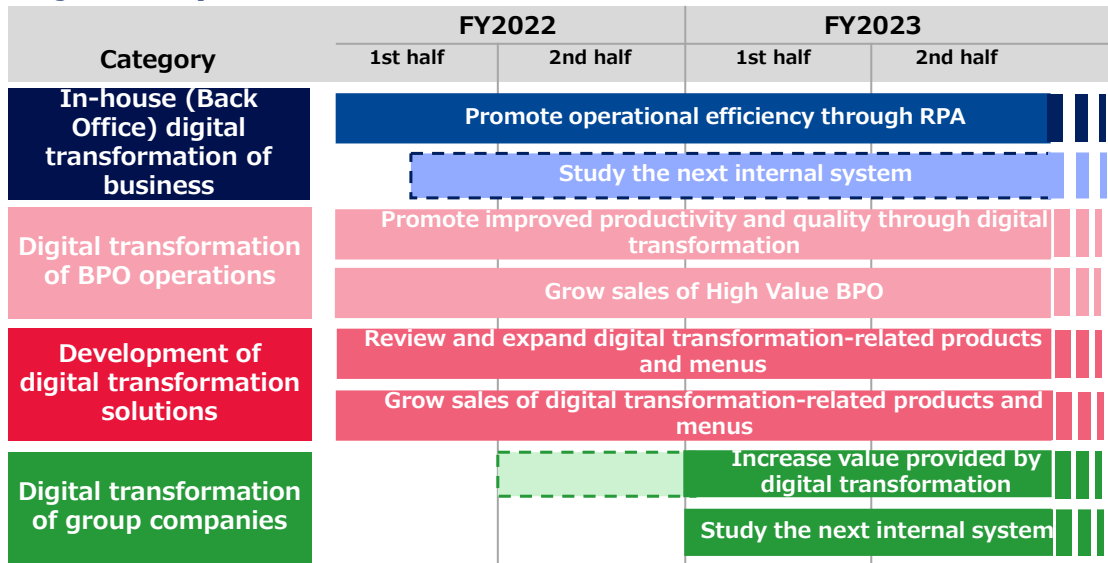 FY2022
FY2023
Category
1st half
2nd half
1st half
2nd half
In-house (Back
Office) digital
transformation of
business
Promote operational efficiency through RPA
Study the next internal system
Digital transformation
of BPO operations
Promote improved productivity and quality through digital
transformation
Grow sales of High Value BPO
Development of
digital transformation
solutions
Review and expand digital transformation-related products
and menus
Grow sales of digital transformation-related products and
menus
Digital transformation
of group companies
Increase value provided by
digital transformation
Study the next internal system